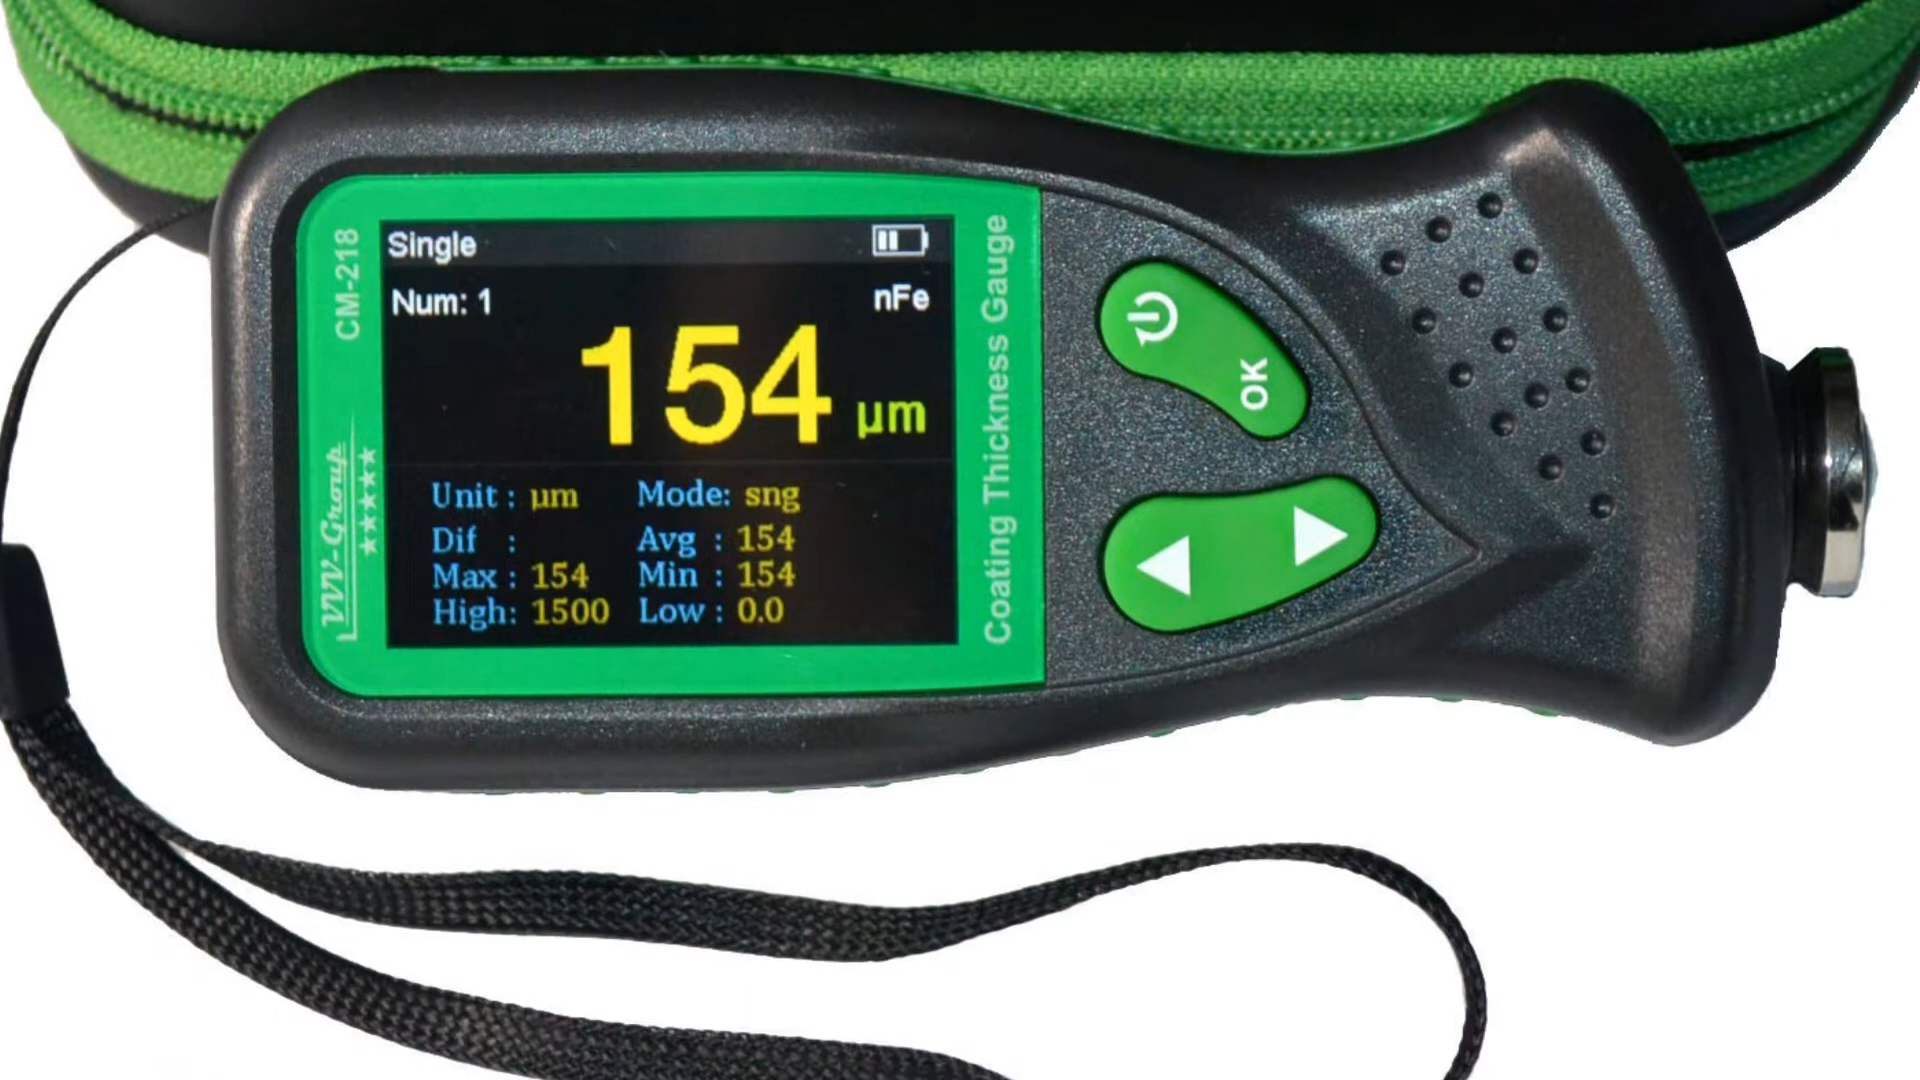 CM-218
VVV-Group
Single
Num: 1
nFe
154 µm
Unit : µm Mode: sng
Dif : Avg : 154
Max : 154 Min : 154
High: 1500 Low : 0.0
Coating Thickness Gauge
OK